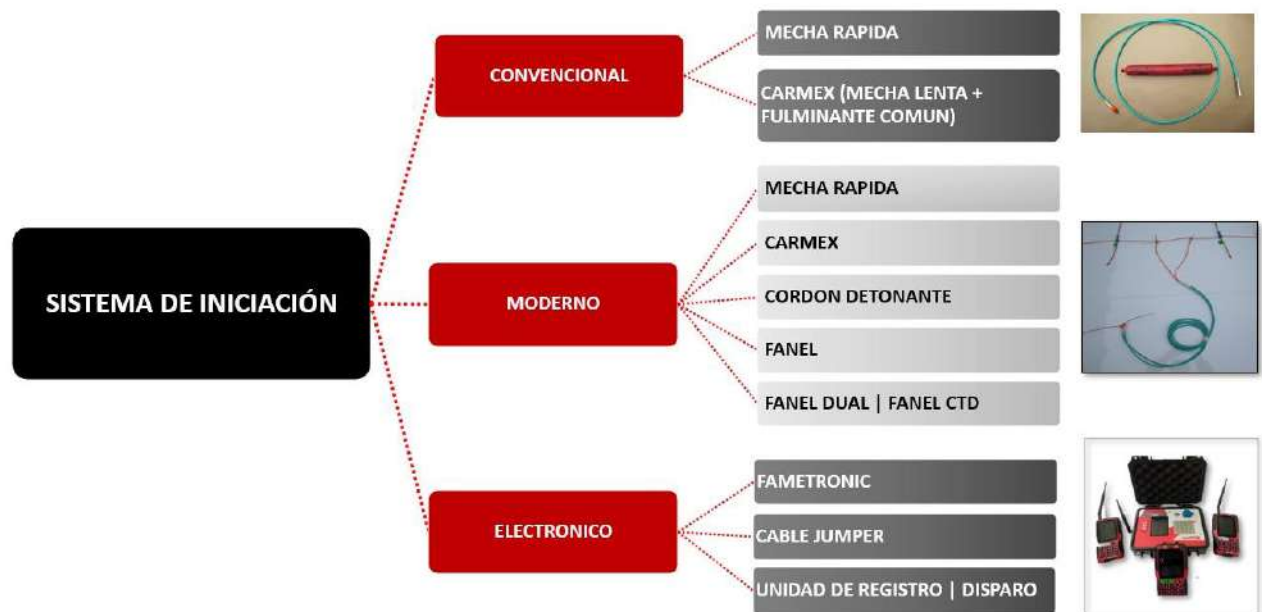 SISTEMA DE INICIACIÓN
CONVENCIONAL
MECHA RAPIDA
CARMEX (MECHA LENTA +
FULMINANTE COMUN)
MODERNO
MECHA RAPIDA
CARMEX
CORDON DETONANTE
FANEL
FANEL DUAL | FANEL CTD
ELECTRONICO
FAMETRONIC
CABLE JUMPER
UNIDAD DE REGISTRO | DISPARO